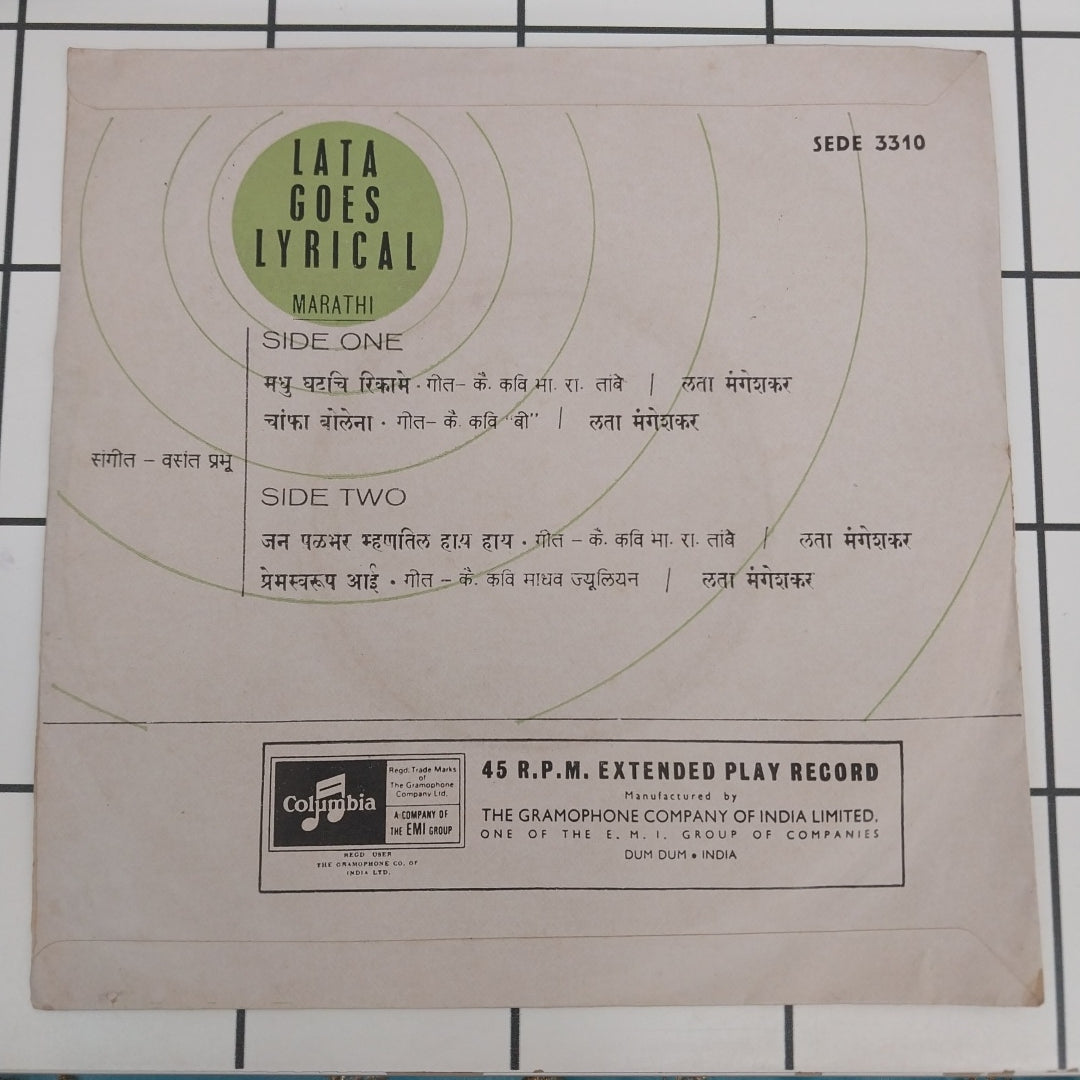 SEDE 3310
LATA
GOES
LYRICAL
MARATHI
SIDE ONE
मधु घटचि रिकामे · गीत– कै. कवि भा. रा. तांबे | लता मंगेशकर
चांफा बोलेना · गीत– कै. कवि "बी" | लता मंगेशकर
संगीत – वसंत प्रभू
SIDE TWO
जन पळभर म्हणतिल हाय हाय · गीत – कै. कवि भा. रा. तांबे | लता मंगेशकर
प्रेमस्वरूप आई · गीत – कै. कवि माधव ज्यूलियन | लता मंगेशकर
Columbia
Regd. Trade Marks
of
The Gramophone
Company Ltd.
A COMPANY OF
THE EMI GROUP
REGD USER
THE GRAMOPHONE CO. OF
INDIA LTD.
45 R.P.M. EXTENDED PLAY RECORD
Manufactured by
THE GRAMOPHONE COMPANY OF INDIA LIMITED,
ONE OF THE E. M. I. GROUP OF COMPANIES
DUM DUM • INDIA